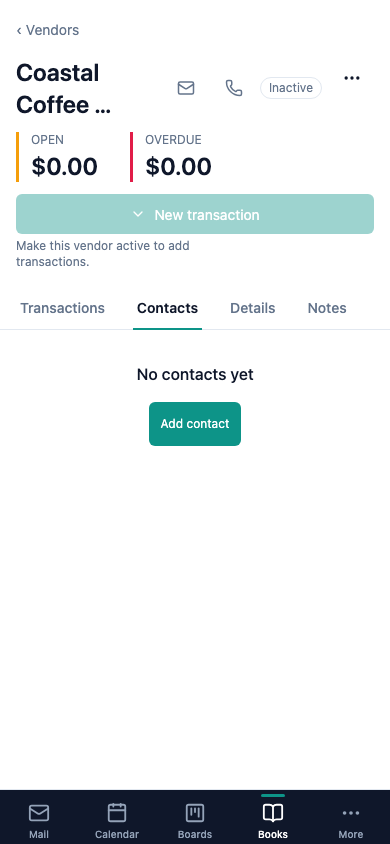 ‹ Vendors
Coastal
Coffee ...
Inactive
OPEN
$0.00
OVERDUE
$0.00
New transaction
Make this vendor active to add
transactions.
Transactions
Contacts
Details
Notes
No contacts yet
Add contact
Mail
Calendar
Boards
Books
More